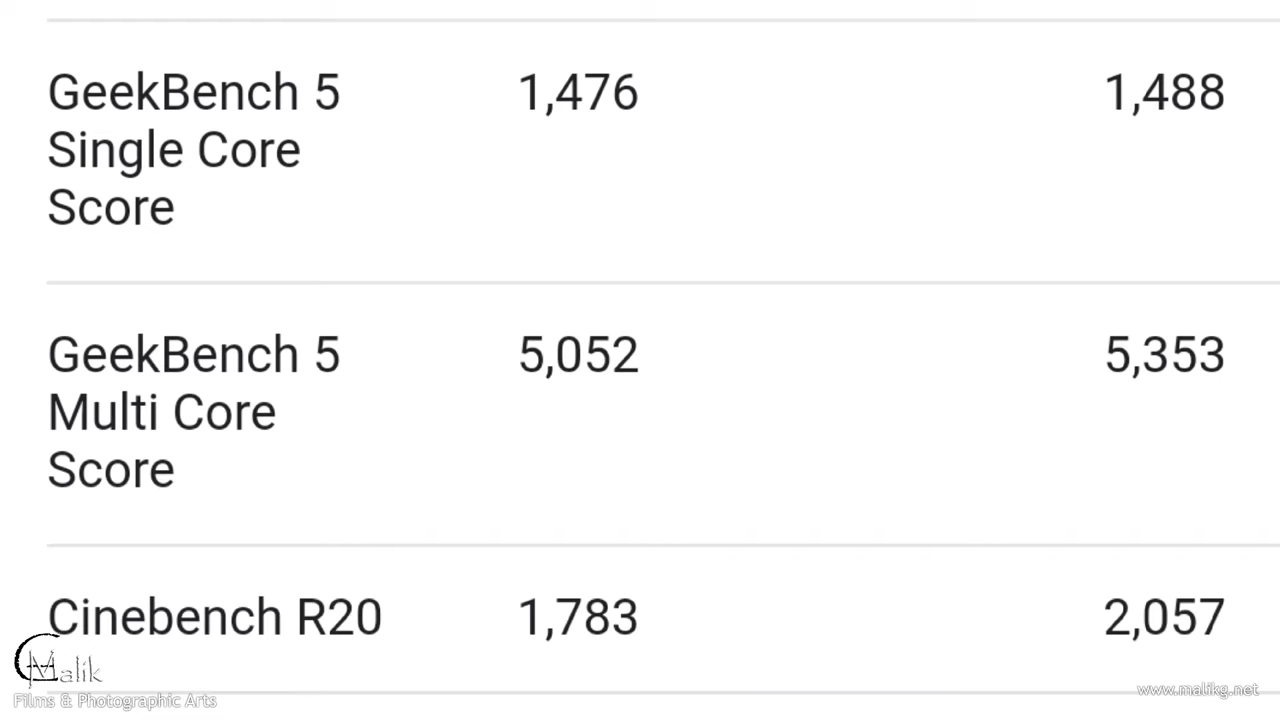 GeekBench 5 1,476 1,488
Single Core
Score
GeekBench 5 5,052 5,353
Multi Core
Score
Cinebench R20 1,783 2,057
Malik
Films & Photographic Arts
www.malikg.net